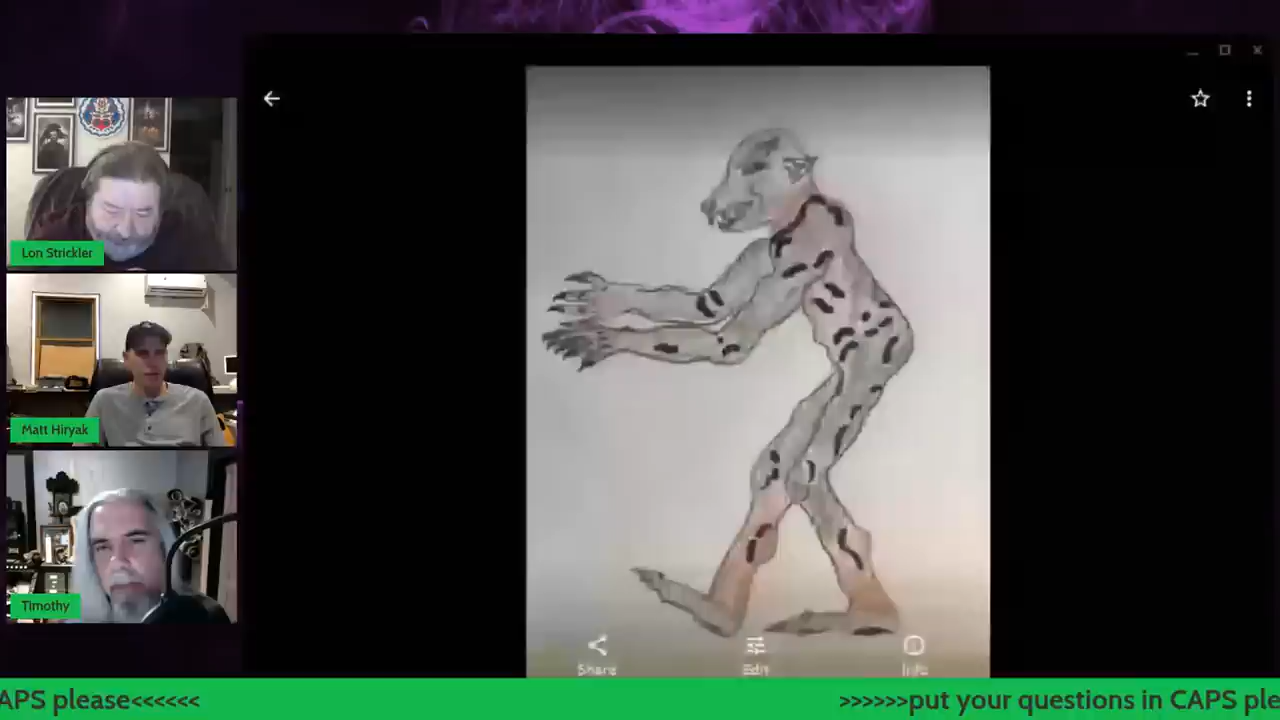 Lon Strickler
Matt Hiryak
Timothy
Share
Edit
Info
APS please<<<<<<
>>>>>>put your questions in CAPS ple